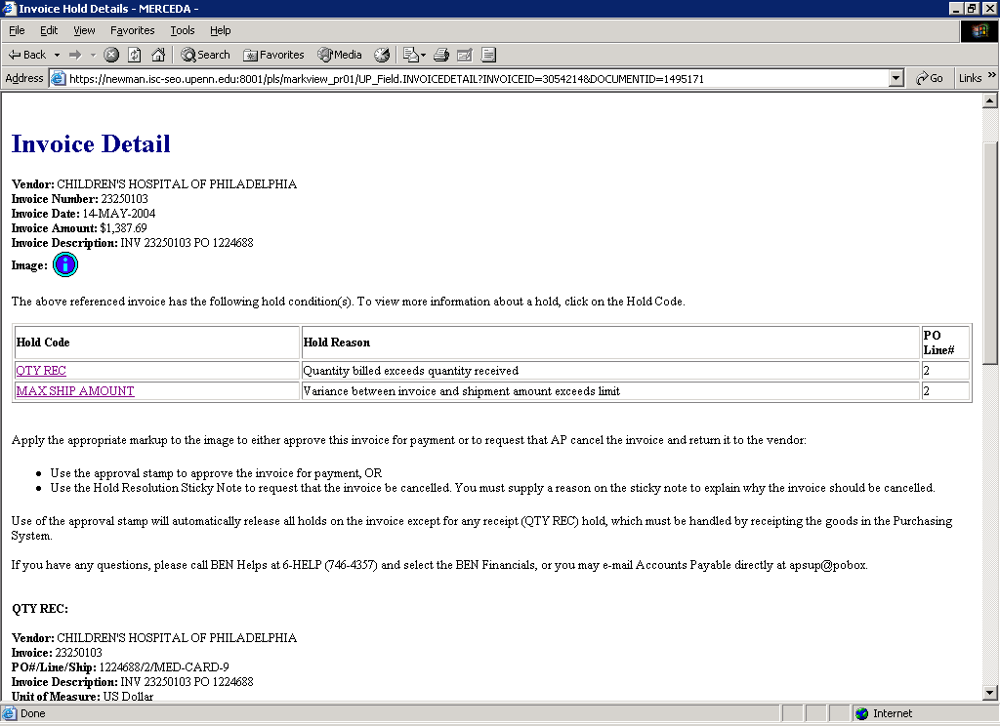 Invoice Hold Details - MERCEDA -
File Edit View Favorites Tools Help
Back Search Favorites Media
Address https://newman.isc-seo.upenn.edu:8001/pls/markview_pr01/UP_Field.INVOICEDETAIL?INVOICEID=3054214&DOCUMENTID=1495171 Go Links »
Invoice Detail
Vendor: CHILDREN'S HOSPITAL OF PHILADELPHIA
Invoice Number: 23250103
Invoice Date: 14-MAY-2004
Invoice Amount: $1,387.69
Invoice Description: INV 23250103 PO 1224688
Image: i
The above referenced invoice has the following hold condition(s). To view more information about a hold, click on the Hold Code.
Hold Code Hold Reason PO
Line#
QTY REC Quantity billed exceeds quantity received 2
MAX SHIP AMOUNT Variance between invoice and shipment amount exceeds limit 2
Apply the appropriate markup to the image to either approve this invoice for payment or to request that AP cancel the invoice and return it to the vendor:
• Use the approval stamp to approve the invoice for payment, OR
• Use the Hold Resolution Sticky Note to request that the invoice be cancelled. You must supply a reason on the sticky note to explain why the invoice should be cancelled.
Use of the approval stamp will automatically release all holds on the invoice except for any receipt (QTY REC) hold, which must be handled by receipting the goods in the Purchasing
System.
If you have any questions, please call BEN Helps at 6-HELP (746-4357) and select the BEN Financials, or you may e-mail Accounts Payable directly at apsup@pobox.
QTY REC:
Vendor: CHILDREN'S HOSPITAL OF PHILADELPHIA
Invoice: 23250103
PO#/Line/Ship: 1224688/2/MED-CARD-9
Invoice Description: INV 23250103 PO 1224688
Unit of Measure: US Dollar
Done Internet